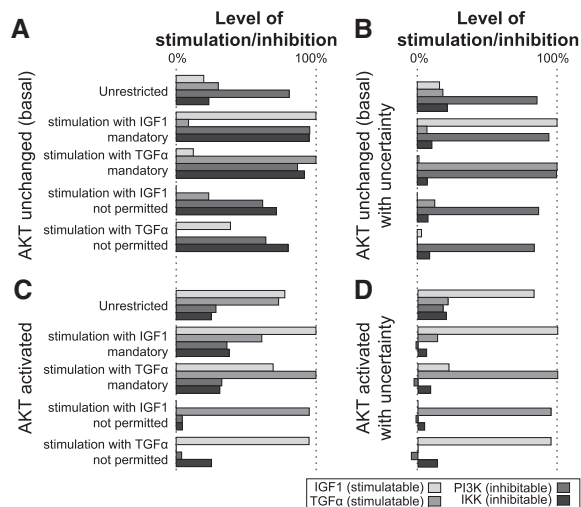 A
Level of
stimulation/inhibition
0%
100%
AKT unchanged (basal)
Unrestricted
stimulation with IGF1
mandatory
stimulation with TGFα
mandatory
stimulation with IGF1
not permitted
stimulation with TGFα
not permitted
B
Level of
stimulation/inhibition
0%
100%
AKT unchanged (basal)
with uncertainty
C
AKT activated
Unrestricted
stimulation with IGF1
mandatory
stimulation with TGFα
mandatory
stimulation with IGF1
not permitted
stimulation with TGFα
not permitted
D
AKT activated
with uncertainty
IGF1 (stimulatable)
PI3K (inhibitable)
TGFα (stimulatable)
IKK (inhibitable)